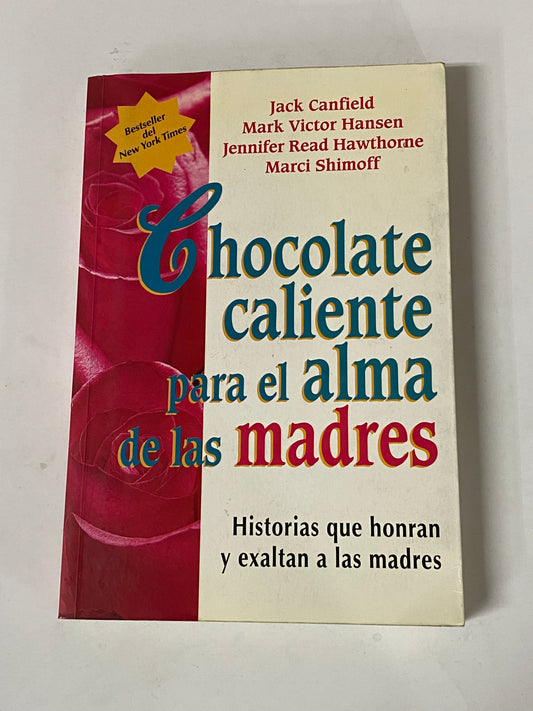 Bestseller
del
New York Times
Jack Canfield
Mark Victor Hansen
Jennifer Read Hawthorne
Marci Shimoff
Chocolate
caliente
para el alma
de las madres
Historias que honran
y exaltan a las madres